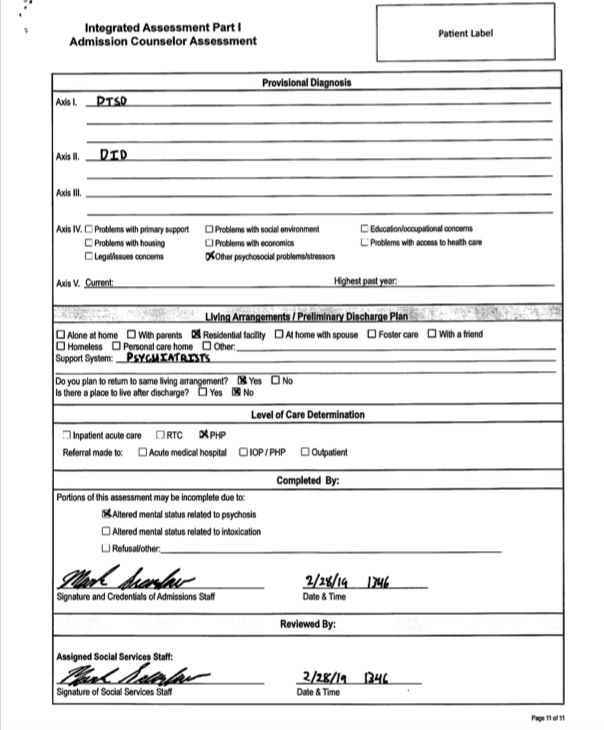 Integrated Assessment Part I
Admission Counselor Assessment
Patient Label
Provisional Diagnosis
Axis I. PTSD
Axis II. DID
Axis III.
Axis IV. Problems with primary support Problems with social environment Education/occupational concerns
Problems with housing Problems with economics Problems with access to health care
Legal/issues concerns Other psychosocial problems/stressors
Axis V. Current: Highest past year:
Living Arrangements / Preliminary Discharge Plan
Alone at home With parents Residential facility At home with spouse Foster care With a friend
Homeless Personal care home Other:
Support System: PSYCHIATRISTS
Do you plan to return to same living arrangement? Yes No
Is there a place to live after discharge? Yes No
Level of Care Determination
Inpatient acute care RTC PHP
Referral made to: Acute medical hospital IOP / PHP Outpatient
Completed By:
Portions of this assessment may be incomplete due to:
Altered mental status related to psychosis
Altered mental status related to intoxication
Refusal/other:
Mark 2/28/19 1346
Signature and Credentials of Admissions Staff Date & Time
Reviewed By:
Assigned Social Services Staff:
Mark 2/28/19 1346
Signature of Social Services Staff Date & Time
Page 11 of 11